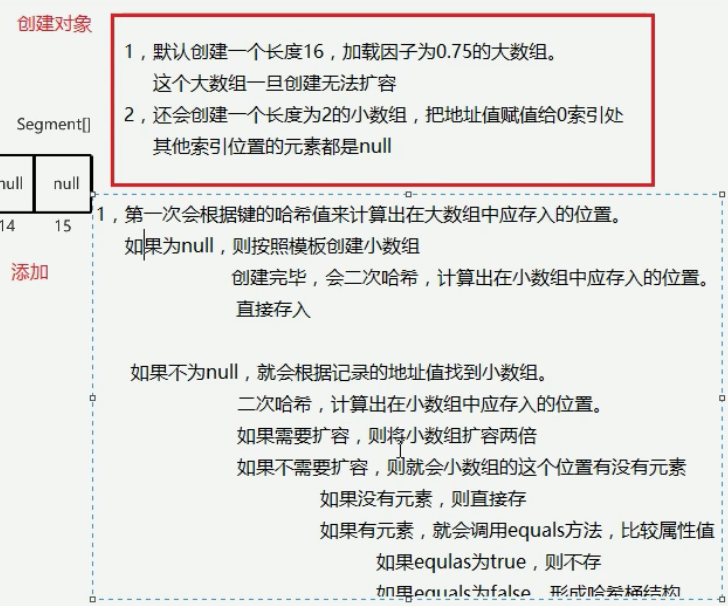 创建对象
1，默认创建一个长度16，加载因子为0.75的大数组。
这个大数组一旦创建无法扩容
2，还会创建一个长度为2的小数组，把地址值赋值给0索引处
其他索引位置的元素都是null
Segment[]
null
null
14
15
添加
1，第一次会根据键的哈希值来计算出在大数组中应存入的位置。
如果为null，则按照模板创建小数组
创建完毕，会二次哈希，计算出在小数组中应存入的位置。
直接存入
如果不为null，就会根据记录的地址值找到小数组。
二次哈希，计算出在小数组中应存入的位置。
如果需要扩容，则将小数组扩容两倍
如果不需要扩容，则就会小数组的这个位置有没有元素
如果没有元素，则直接存
如果有元素，就会调用equals方法，比较属性值
如果equlas为true，则不存
如果equals为false，形成哈希桶结构